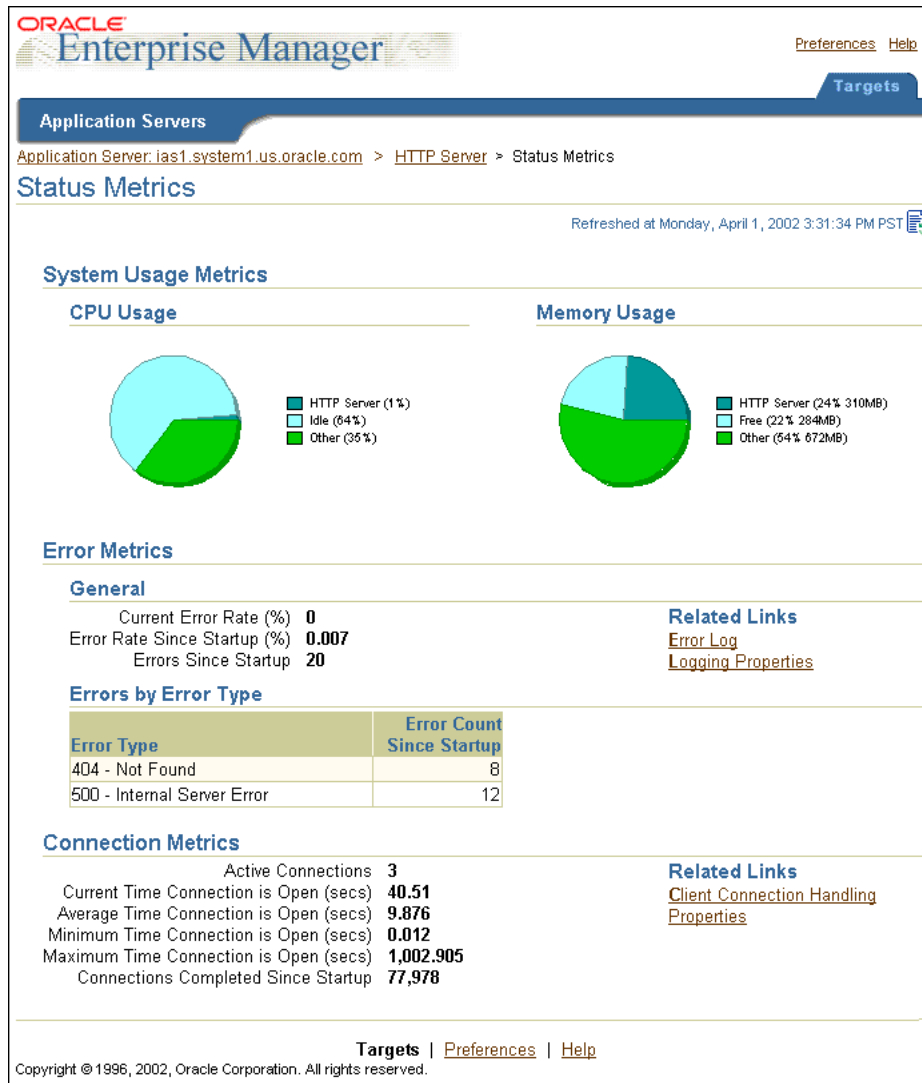 ORACLE
Enterprise Manager
Preferences Help
Targets
Application Servers
Application Server: ias1.system1.us.oracle.com > HTTP Server > Status Metrics
Status Metrics
Refreshed at Monday, April 1, 2002 3:31:34 PM PST
System Usage Metrics
CPU Usage
HTTP Server (1%)
Idle (64%)
Other (35%)
Memory Usage
HTTP Server (24% 310MB)
Free (22% 284MB)
Other (54% 672MB)
Error Metrics
General
Current Error Rate (%) 0
Error Rate Since Startup (%) 0.007
Errors Since Startup 20
Related Links
Error Log
Logging Properties
Errors by Error Type
Error Type Error Count Since Startup
404 - Not Found 8
500 - Internal Server Error 12
Connection Metrics
Active Connections 3
Current Time Connection is Open (secs) 40.51
Average Time Connection is Open (secs) 9.876
Minimum Time Connection is Open (secs) 0.012
Maximum Time Connection is Open (secs) 1,002.905
Connections Completed Since Startup 77,978
Related Links
Client Connection Handling
Properties
Targets | Preferences | Help
Copyright © 1996, 2002, Oracle Corporation. All rights reserved.